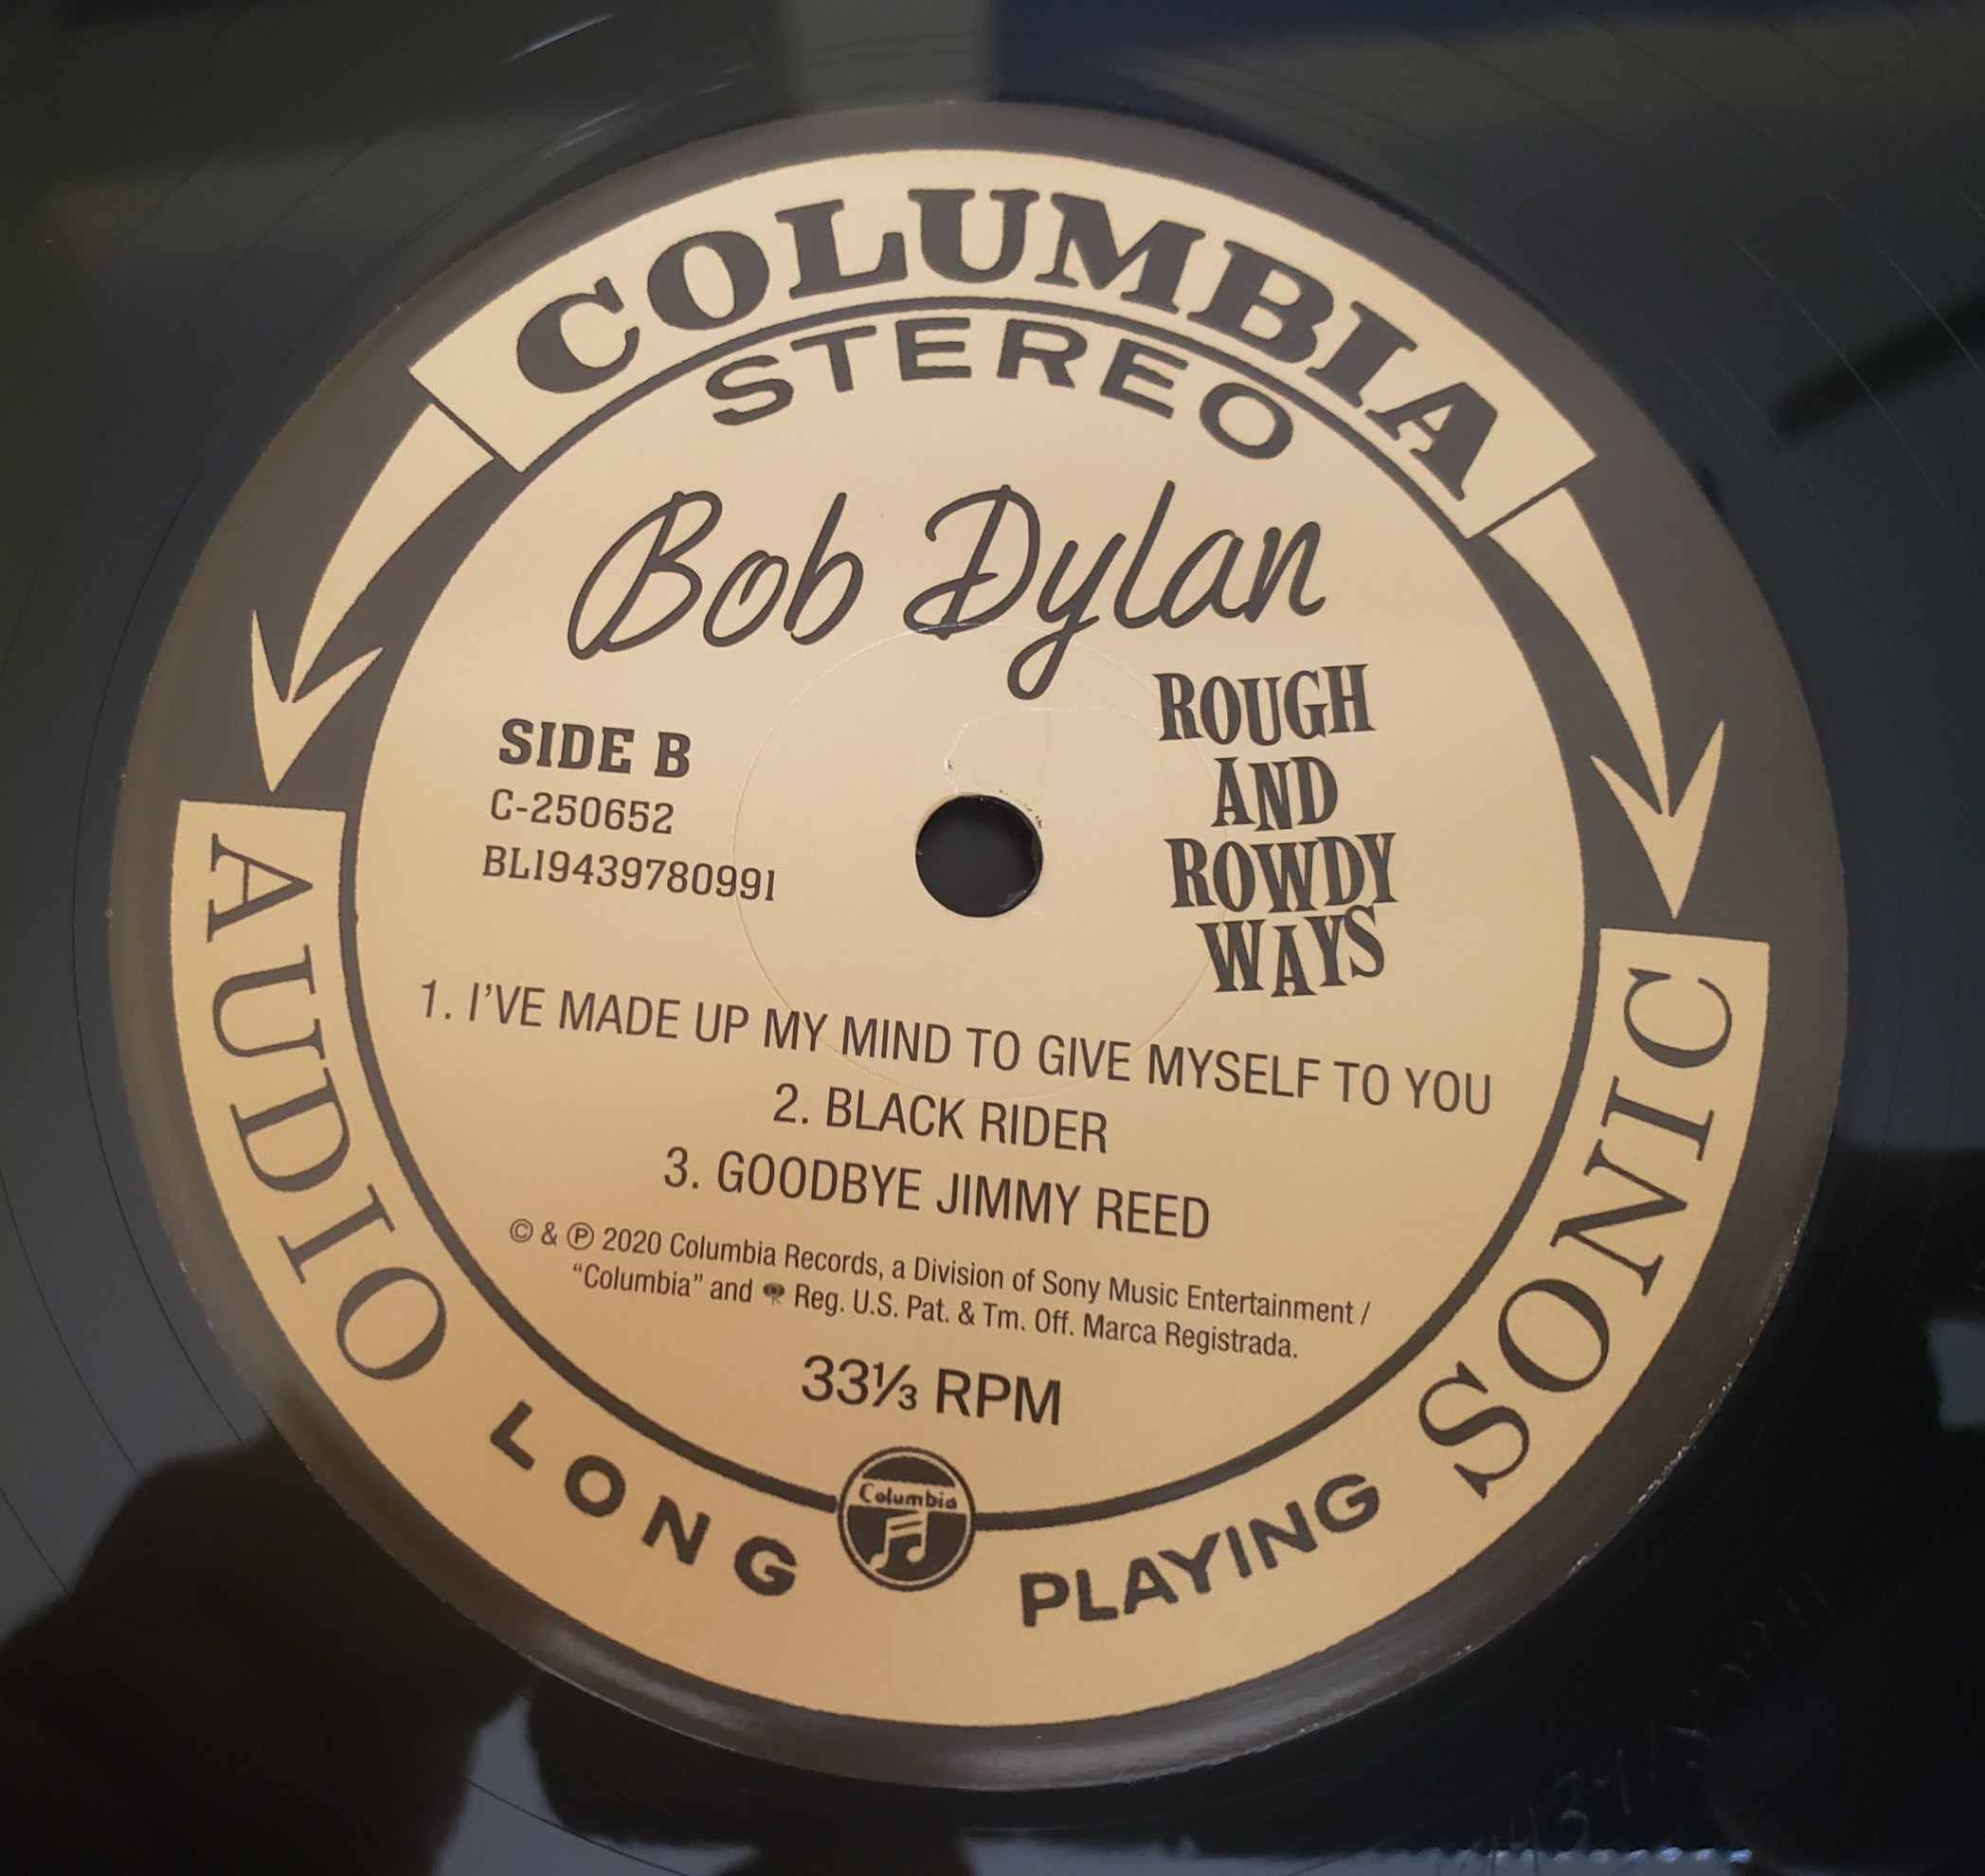 COLUMBIA
STEREO
Bob Dylan
ROUGH
AND
ROWDY
WAYS
SIDE B
C-250652
BL19439780991
1. I'VE MADE UP MY MIND TO GIVE MYSELF TO YOU
2. BLACK RIDER
3. GOODBYE JIMMY REED
© & ℗ 2020 Columbia Records, a Division of Sony Music Entertainment /
“Columbia” and Reg. U.S. Pat. & Tm. Off. Marca Registrada.
33⅓ RPM
Columbia
AUDIO
LONG
PLAYING
SONIC